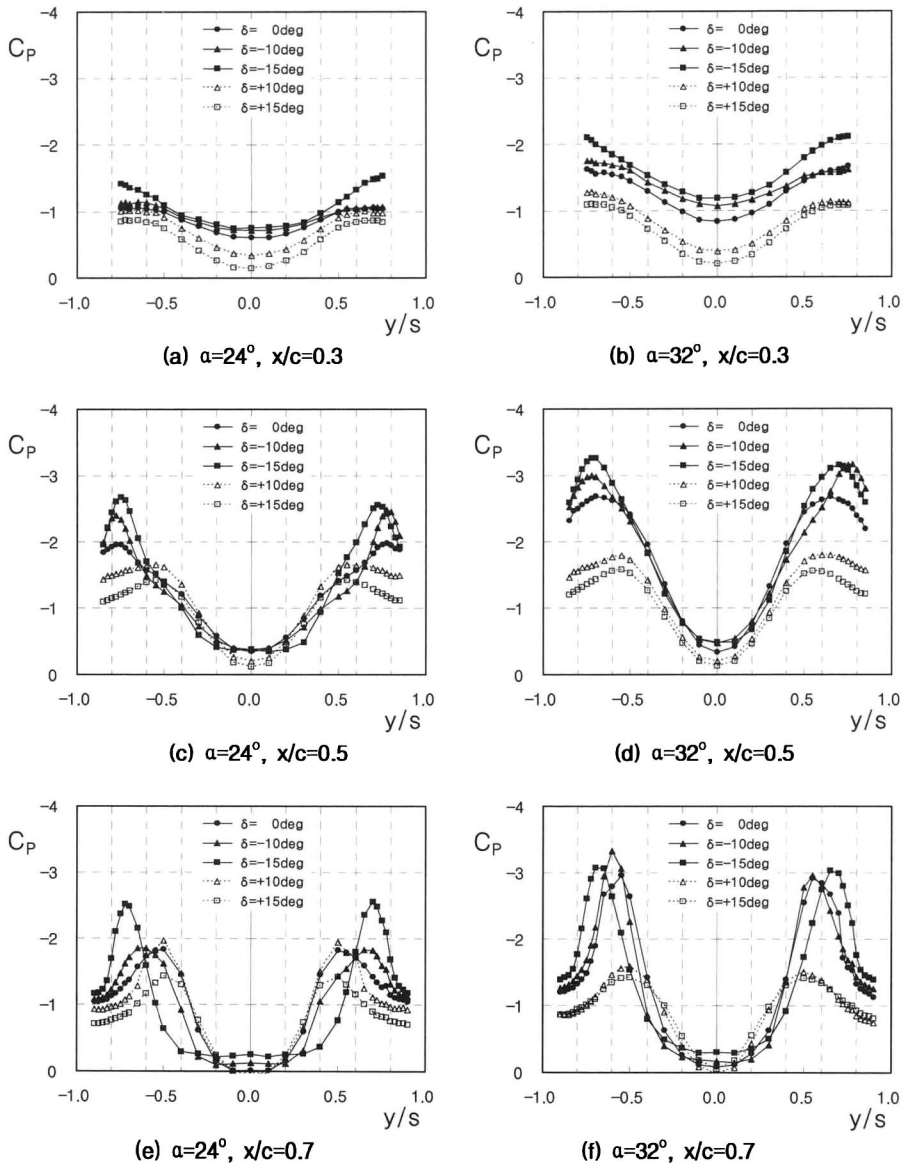 −4
C_P
−3
−2
−1
0
δ= 0deg
δ=−10deg
δ=−15deg
δ=+10deg
δ=+15deg
−1.0 −0.5 0.0 0.5 1.0
y/s
(a) α=24°, x/c=0.3
−4
C_P
−3
−2
−1
0
δ= 0deg
δ=−10deg
δ=−15deg
δ=+10deg
δ=+15deg
−1.0 −0.5 0.0 0.5 1.0
y/s
(b) α=32°, x/c=0.3
−4
C_P
−3
−2
−1
0
δ= 0deg
δ=−10deg
δ=−15deg
δ=+10deg
δ=+15deg
−1.0 −0.5 0.0 0.5 1.0
y/s
(c) α=24°, x/c=0.5
−4
C_P
−3
−2
−1
0
δ= 0deg
δ=−10deg
δ=−15deg
δ=+10deg
δ=+15deg
−1.0 −0.5 0.0 0.5 1.0
y/s
(d) α=32°, x/c=0.5
−4
C_P
−3
−2
−1
0
δ= 0deg
δ=−10deg
δ=−15deg
δ=+10deg
δ=+15deg
−1.0 −0.5 0.0 0.5 1.0
y/s
(e) α=24°, x/c=0.7
−4
C_P
−3
−2
−1
0
δ= 0deg
δ=−10deg
δ=−15deg
δ=+10deg
δ=+15deg
−1.0 −0.5 0.0 0.5 1.0
y/s
(f) α=32°, x/c=0.7